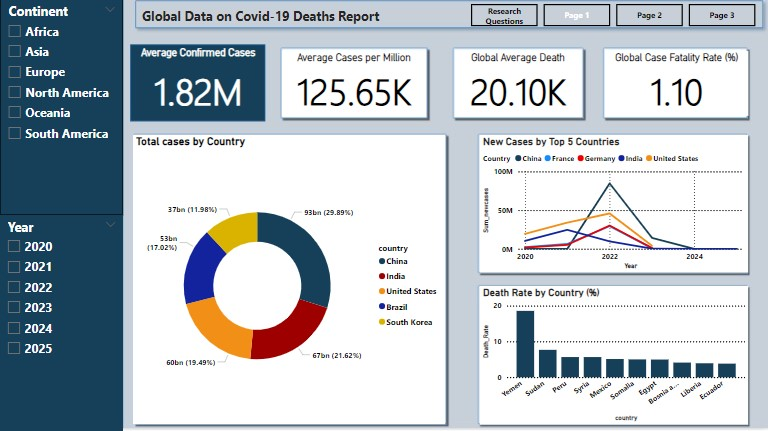 Continent
Africa
Asia
Europe
North America
Oceania
South America
Year
2020
2021
2022
2023
2024
2025
Global Data on Covid-19 Deaths Report
Research
Questions
Page 1
Page 2
Page 3
Average Confirmed Cases
1.82M
Average Cases per Million
125.65K
Global Average Death
20.10K
Global Case Fatality Rate (%)
1.10
Total cases by Country
37bn (11.98%)
93bn (29.89%)
53bn
(17.02%)
60bn (19.49%)
67bn (21.62%)
country
China
India
United States
Brazil
South Korea
New Cases by Top 5 Countries
Country China France Germany India United States
100M
50M
0M
Sum_newcases
2020 2022 2024
Year
Death Rate by Country (%)
20
10
0
Death_Rate
Yemen Sudan Peru Syria Mexico Somalia Egypt Bosnia a... Liberia Ecuador
country